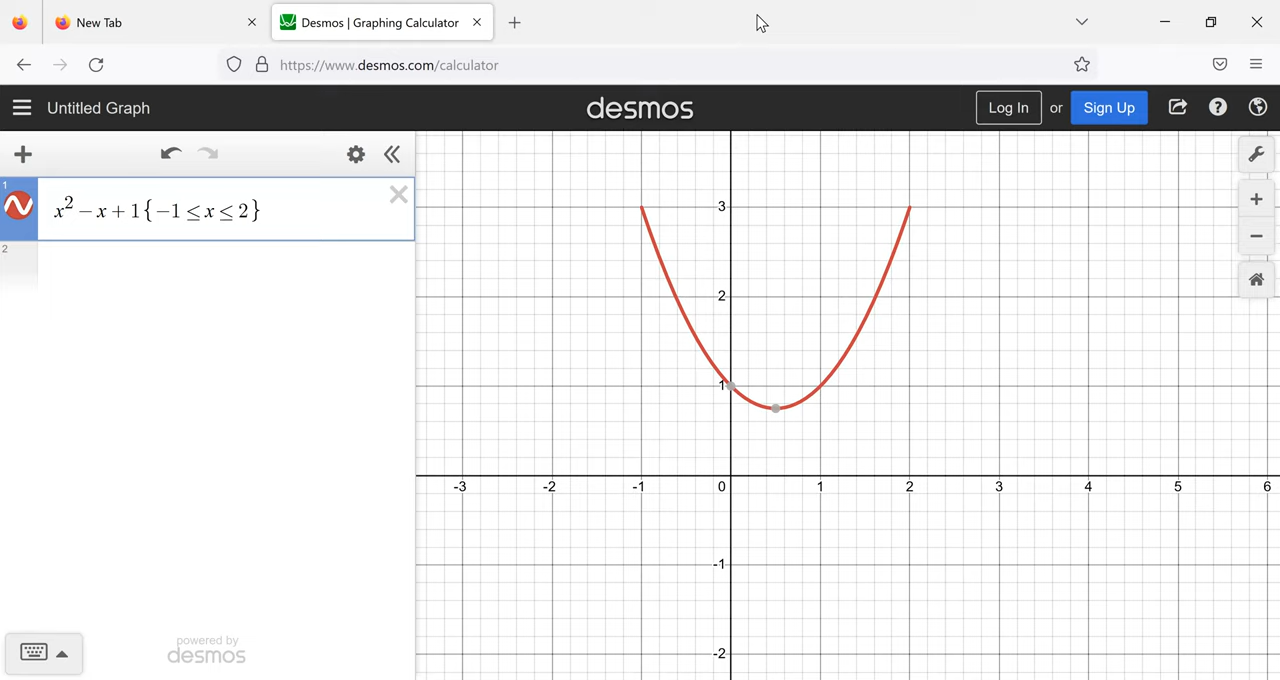 New Tab
Desmos | Graphing Calculator
https://www.desmos.com/calculator
Untitled Graph
desmos
Log In or Sign Up
1
x² − x + 1 { −1 ≤ x ≤ 2 }
2
3
2
1
-3 -2 -1 0 1 2 3 4 5 6
-1
-2
powered by
desmos